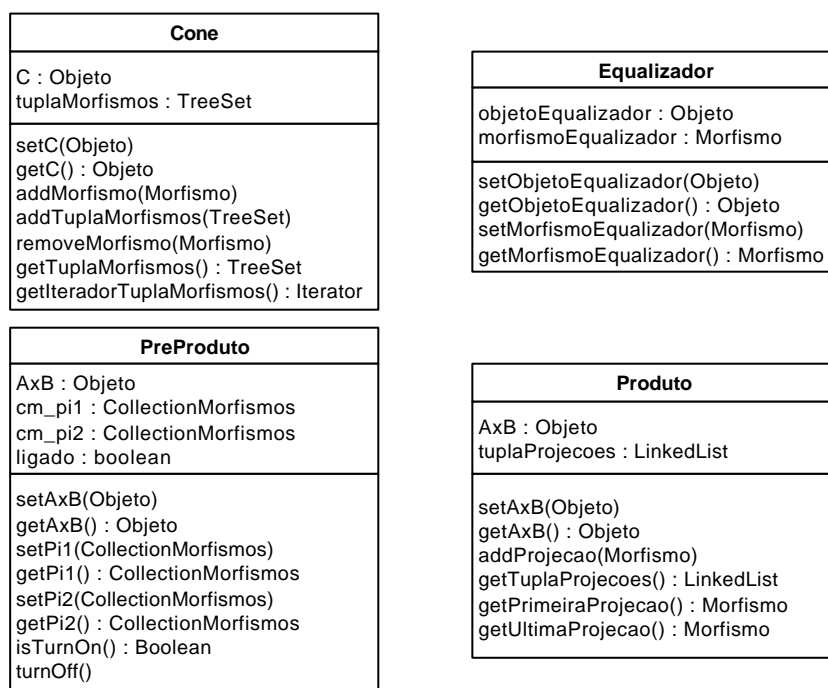 Cone
C : Objeto
tuplaMorfismos : TreeSet
setC(Objeto)
getC() : Objeto
addMorfismo(Morfismo)
addTuplaMorfismos(TreeSet)
removeMorfismo(Morfismo)
getTuplaMorfismos() : TreeSet
getIteradorTuplaMorfismos() : Iterator
Equalizador
objetoEqualizador : Objeto
morfismoEqualizador : Morfismo
setObjetoEqualizador(Objeto)
getObjetoEqualizador() : Objeto
setMorfismoEqualizador(Morfismo)
getMorfismoEqualizador() : Morfismo
PreProduto
AxB : Objeto
cm_pi1 : CollectionMorfismos
cm_pi2 : CollectionMorfismos
ligado : boolean
setAxB(Objeto)
getAxB() : Objeto
setPi1(CollectionMorfismos)
getPi1() : CollectionMorfismos
setPi2(CollectionMorfismos)
getPi2() : CollectionMorfismos
isTurnOn() : Boolean
turnOff()
Produto
AxB : Objeto
tuplaProjecoes : LinkedList
setAxB(Objeto)
getAxB() : Objeto
addProjecao(Morfismo)
getTuplaProjecoes() : LinkedList
getPrimeiraProjecao() : Morfismo
getUltimaProjecao() : Morfismo